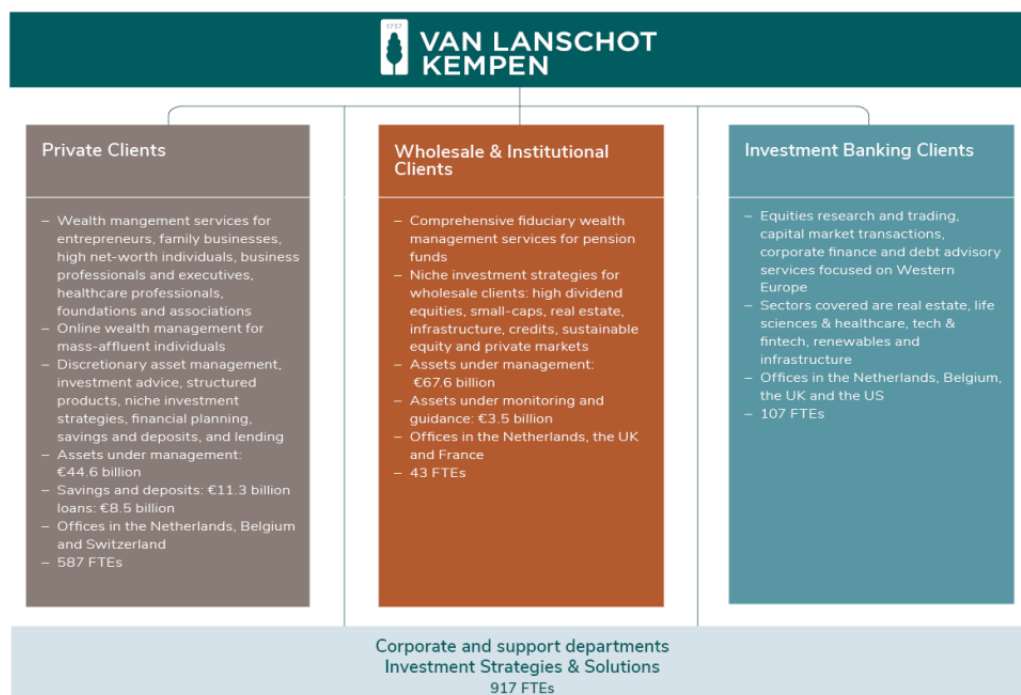 1737
VAN LANSCHOT
KEMPEN
Private Clients
– Wealth mangement services for
entrepreneurs, family businesses,
high net-worth individuals, business
professionals and executives,
healthcare professionals,
foundations and associations
– Online wealth management for
mass-affluent individuals
– Discretionary asset management,
investment advice, structured
products, niche investment
strategies, financial planning,
savings and deposits, and lending
– Assets under management:
€44.6 billion
– Savings and deposits: €11.3 billion
loans: €8.5 billion
– Offices in the Netherlands, Belgium
and Switzerland
– 587 FTEs
Wholesale & Institutional
Clients
– Comprehensive fiduciary wealth
management services for pension
funds
– Niche investment strategies for
wholesale clients: high dividend
equities, small-caps, real estate,
infrastructure, credits, sustainable
equity and private markets
– Assets under management:
€67.6 billion
– Assets under monitoring and
guidance: €3.5 billion
– Offices in the Netherlands, the UK
and France
– 43 FTEs
Investment Banking Clients
– Equities research and trading,
capital market transactions,
corporate finance and debt advisory
services focused on Western
Europe
– Sectors covered are real estate, life
sciences & healthcare, tech &
fintech, renewables and
infrastructure
– Offices in the Netherlands, Belgium,
the UK and the US
– 107 FTEs
Corporate and support departments
Investment Strategies & Solutions
917 FTEs